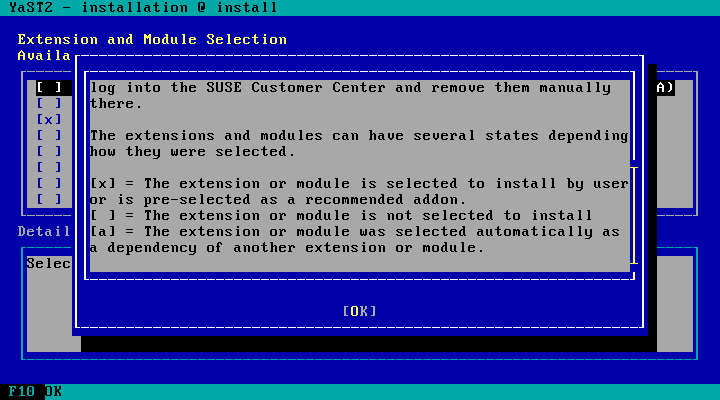 YaST2 - installation @ install
Extension and Module Selection
Availa
log into the SUSE Customer Center and remove them manually
there.
The extensions and modules can have several states depending
how they were selected.
[x] = The extension or module is selected to install by user
or is pre-selected as a recommended addon.
[ ] = The extension or module is not selected to install
[a] = The extension or module was selected automatically as
a dependency of another extension or module.
[ ]
A)
[ ]
[x]
[ ]
[ ]
[ ]
[ ]
[ ]
Detail
Selec
[OK]
F10 OK